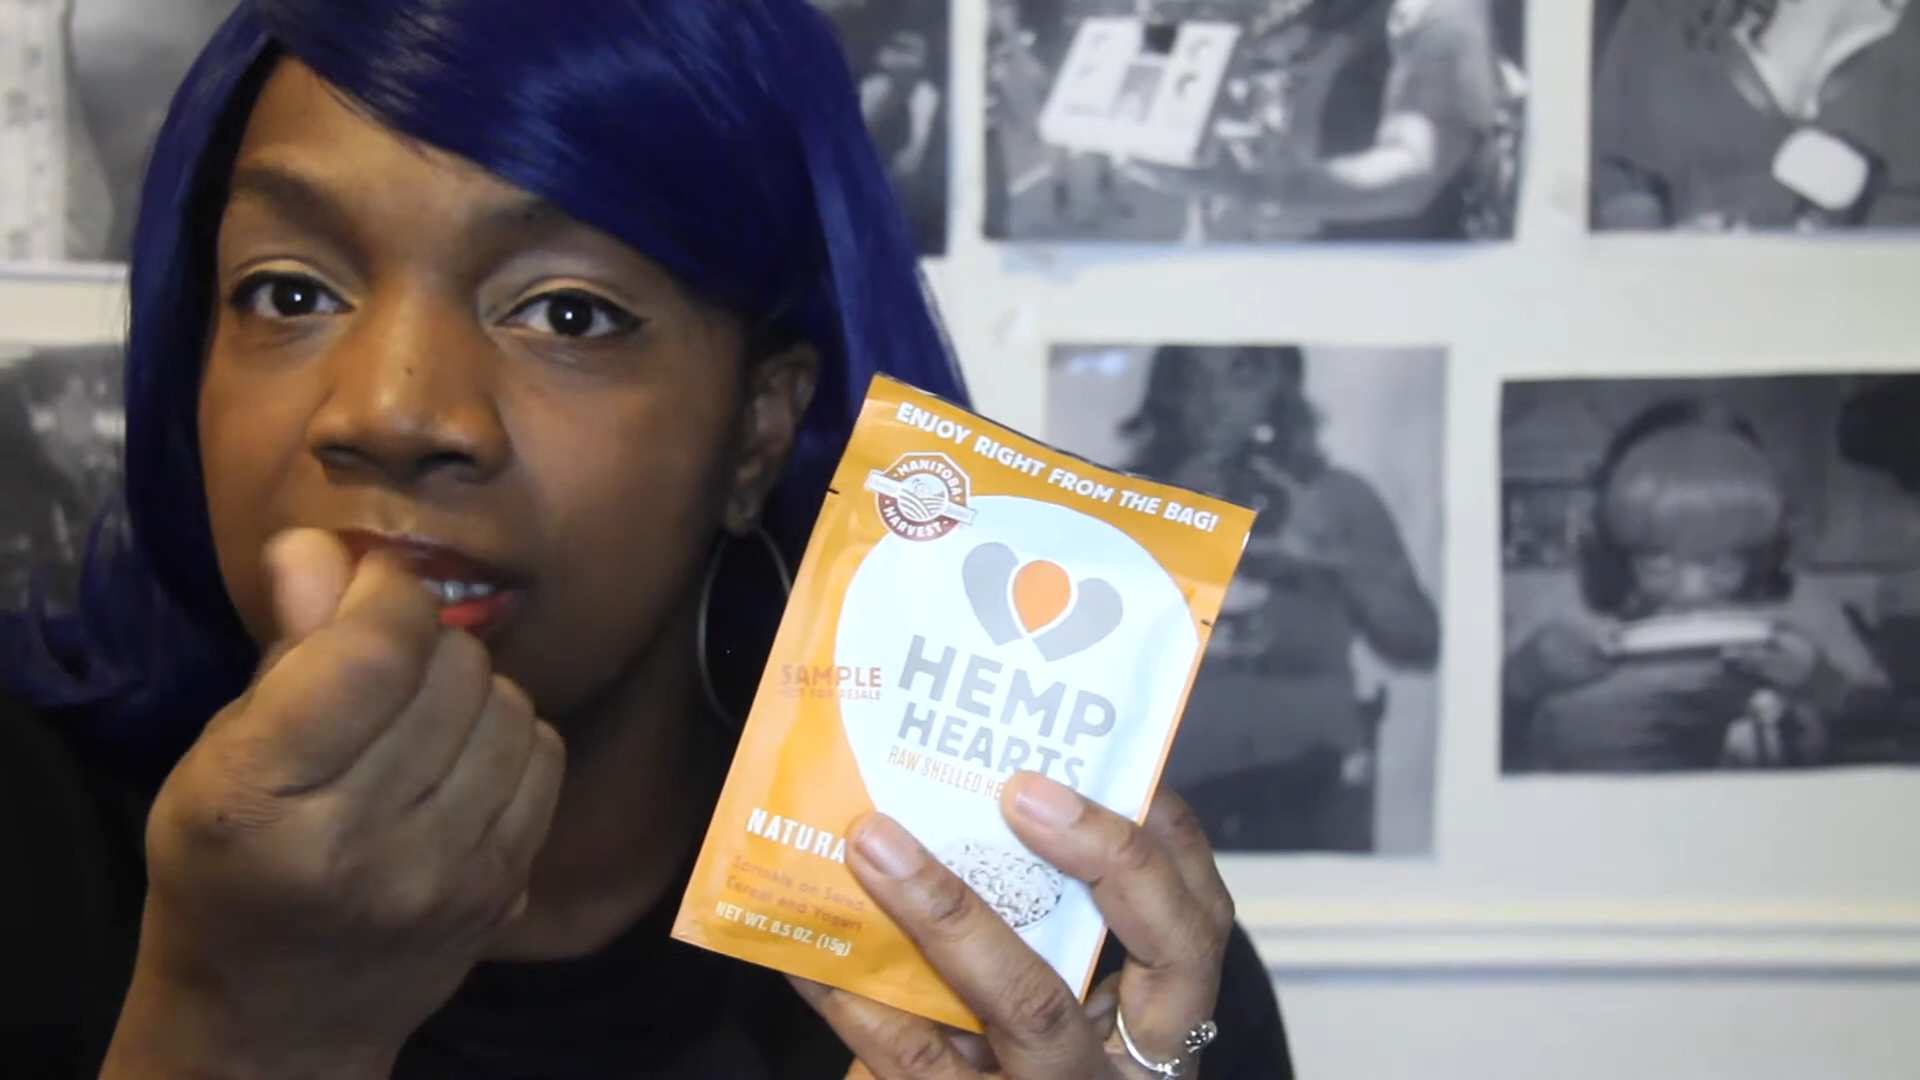 ENJOY RIGHT FROM THE BAG!
MANITOBA
HARVEST
SAMPLE
NOT FOR RESALE
HEMP
HEARTS
RAW SHELLED
NATURA
Sprinkle on Salad
Cereal and Yogurt
NET WT. 0.5 OZ. (15g)